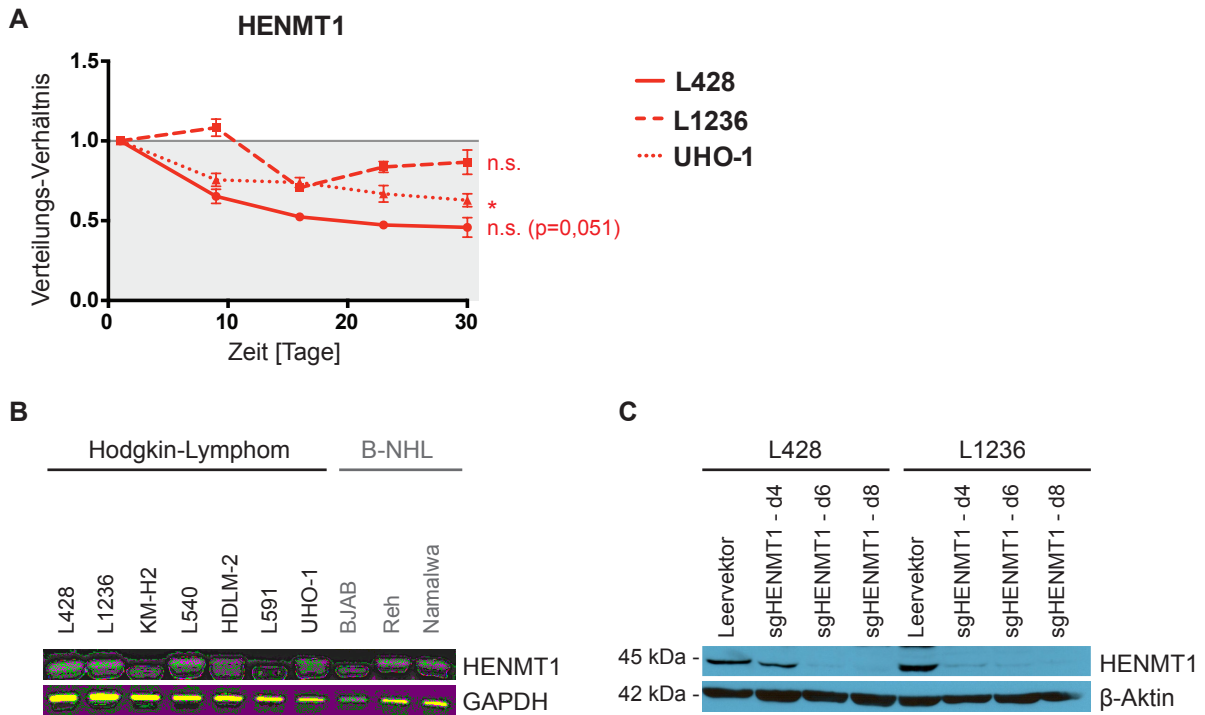 A
HENMT1
1.5
1.0
0.5
0.0
0
10
20
30
Verteilungs-Verhältnis
Zeit [Tage]
n.s.
*
n.s. (p=0,051)
L428
L1236
UHO-1
B
Hodgkin-Lymphom
B-NHL
L428
L1236
KM-H2
L540
HDLM-2
L591
UHO-1
BJAB
Reh
Namalwa
HENMT1
GAPDH
C
L428
L1236
Leervektor
sgHENMT1 - d4
sgHENMT1 - d6
sgHENMT1 - d8
Leervektor
sgHENMT1 - d4
sgHENMT1 - d6
sgHENMT1 - d8
45 kDa -
HENMT1
42 kDa -
β-Aktin